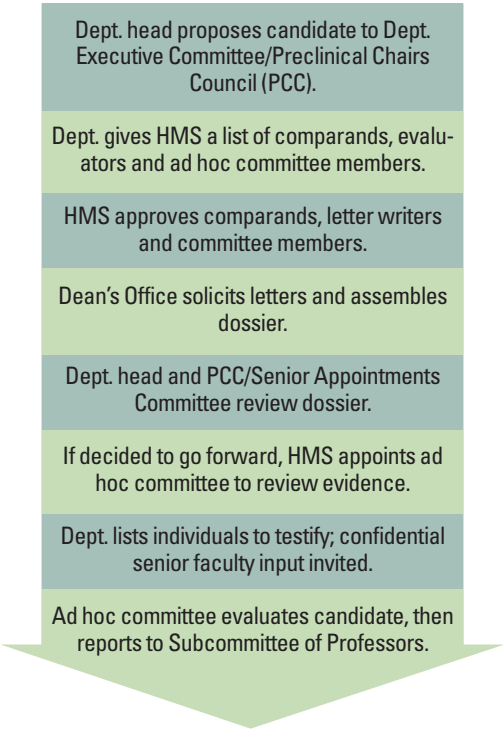 Dept. head proposes candidate to Dept.
Executive Committee/Preclinical Chairs
Council (PCC).
Dept. gives HMS a list of comparands, evalu-
ators and ad hoc committee members.
HMS approves comparands, letter writers
and committee members.
Dean’s Office solicits letters and assembles
dossier.
Dept. head and PCC/Senior Appointments
Committee review dossier.
If decided to go forward, HMS appoints ad
hoc committee to review evidence.
Dept. lists individuals to testify; confidential
senior faculty input invited.
Ad hoc committee evaluates candidate, then
reports to Subcommittee of Professors.